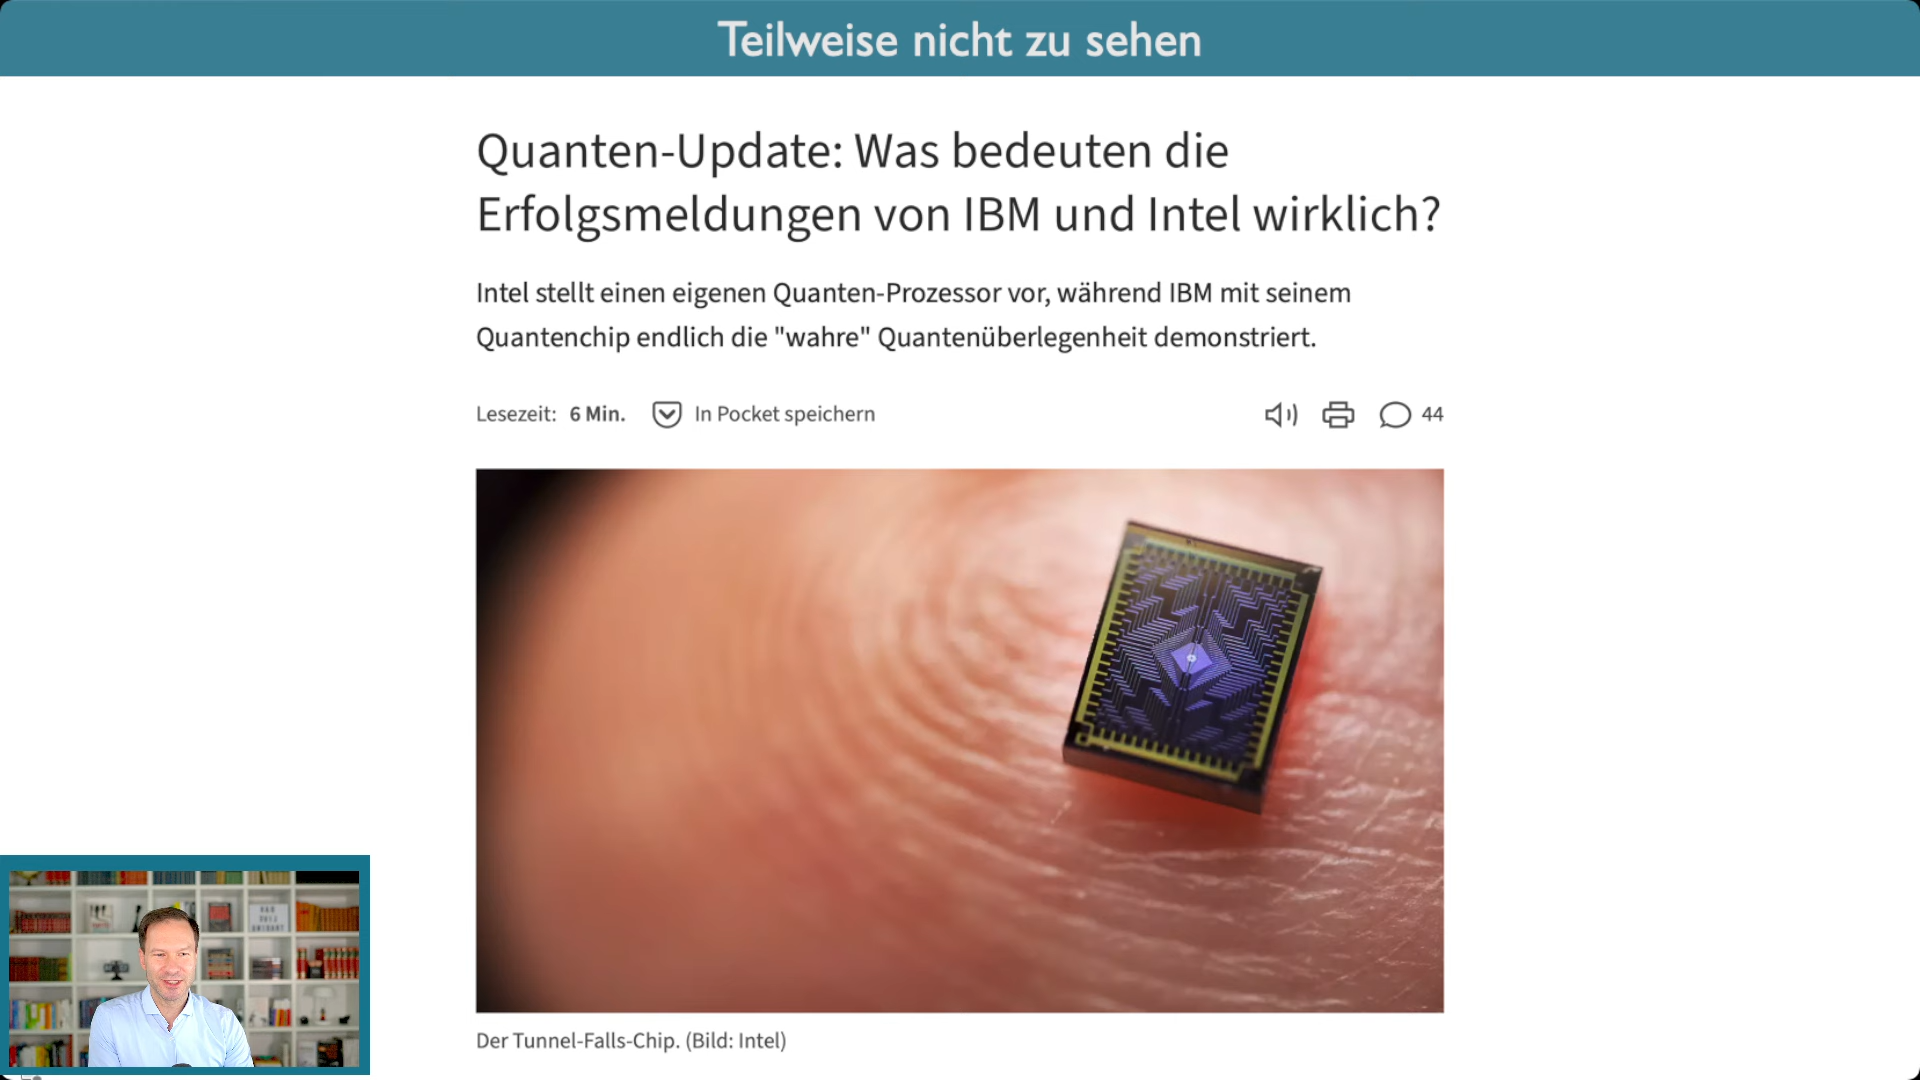 Teilweise nicht zu sehen
Quanten-Update: Was bedeuten die
Erfolgsmeldungen von IBM und Intel wirklich?
Intel stellt einen eigenen Quanten-Prozessor vor, während IBM mit seinem
Quantenchip endlich die "wahre" Quantenüberlegenheit demonstriert.
Lesezeit: 6 Min. In Pocket speichern 44
Der Tunnel-Falls-Chip. (Bild: Intel)